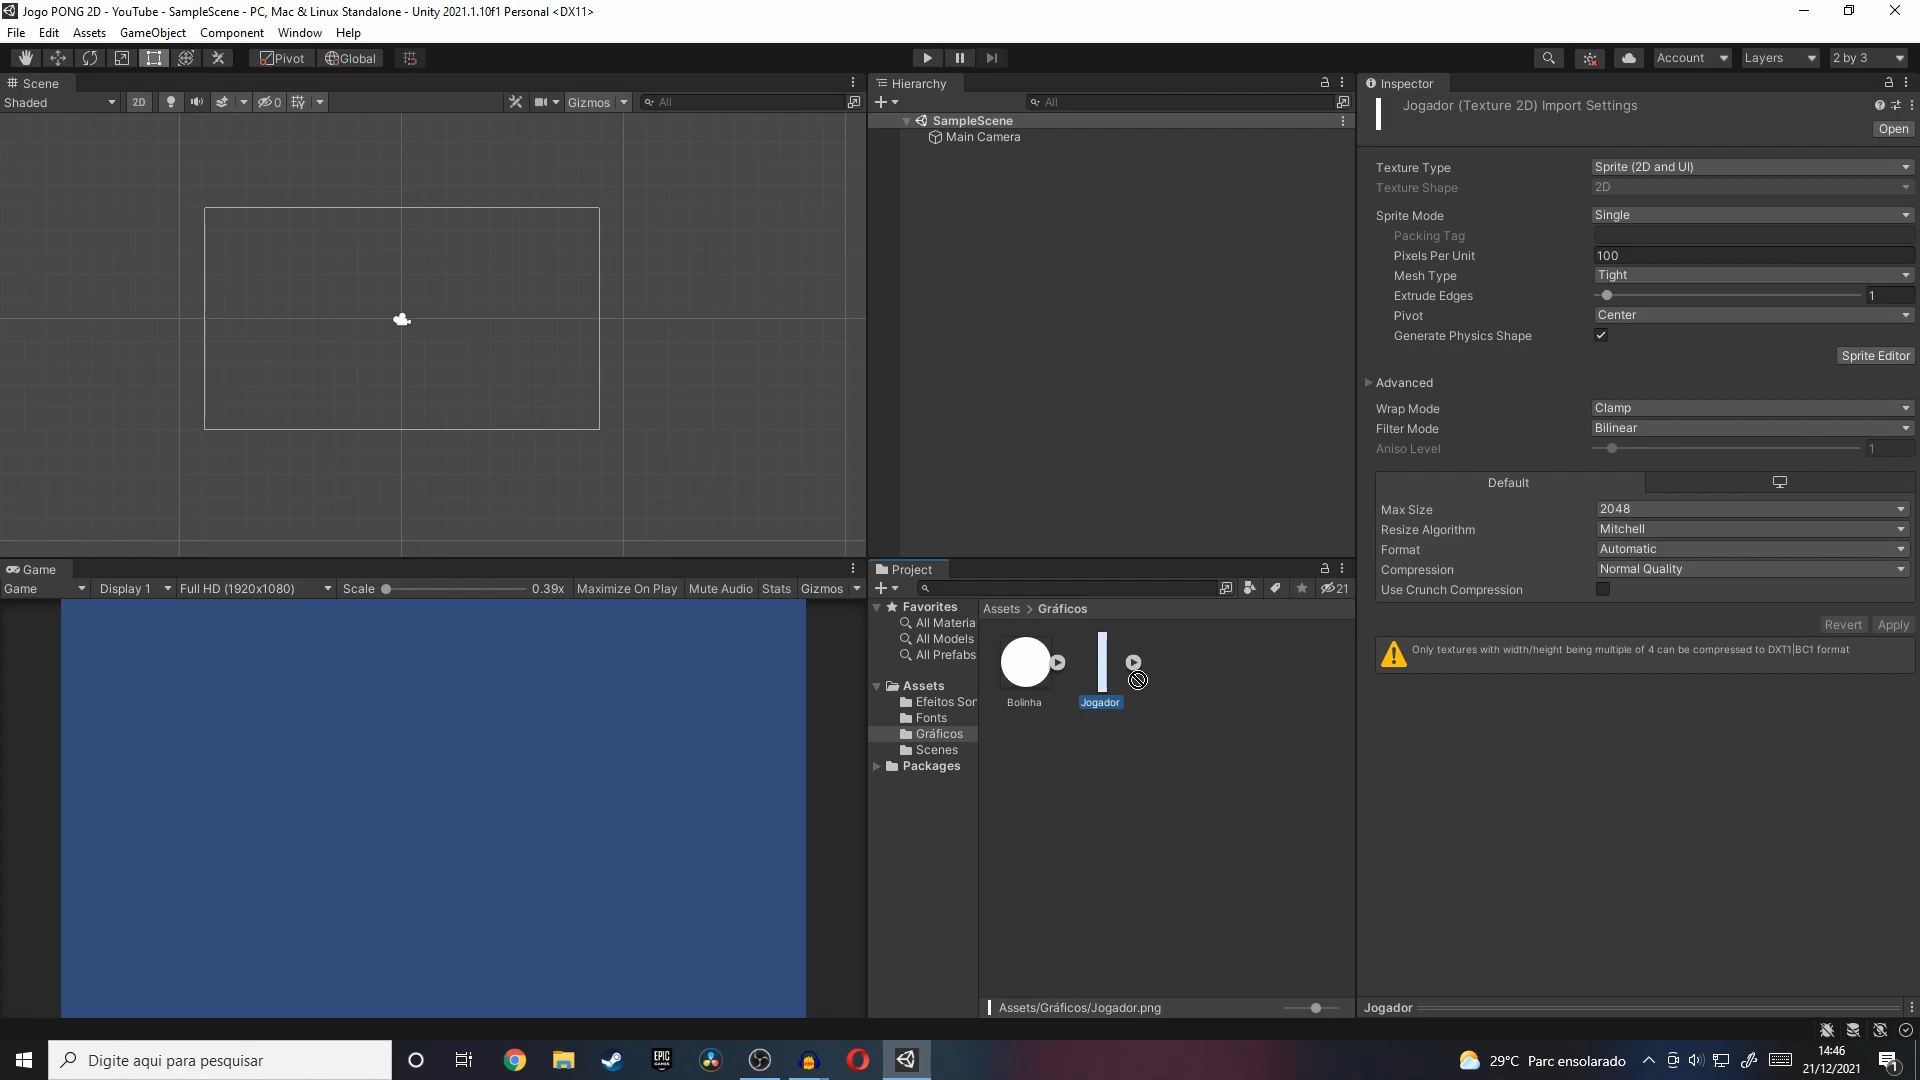 Jogo PONG 2D - YouTube - SampleScene - PC, Mac & Linux Standalone - Unity 2021.1.10f1 Personal <DX11>
File Edit Assets GameObject Component Window Help
Pivot Global Account Layers 2 by 3
Scene
Shaded 2D 0 Gizmos All
Hierarchy
All
SampleScene
Main Camera
Inspector
Jogador (Texture 2D) Import Settings
Open
Texture Type Sprite (2D and UI)
Texture Shape 2D
Sprite Mode Single
Packing Tag
Pixels Per Unit 100
Mesh Type Tight
Extrude Edges 1
Pivot Center
Generate Physics Shape
Sprite Editor
Advanced
Wrap Mode Clamp
Filter Mode Bilinear
Aniso Level 1
Default
Max Size 2048
Resize Algorithm Mitchell
Format Automatic
Compression Normal Quality
Use Crunch Compression
Revert Apply
Only textures with width/height being multiple of 4 can be compressed to DXT1|BC1 format
Jogador
Game
Game Display 1 Full HD (1920x1080) Scale 0.39x Maximize On Play Mute Audio Stats Gizmos
Project
21
Favorites
All Materia
All Models
All Prefabs
Assets
Efeitos Sor
Fonts
Gráficos
Scenes
Packages
Assets > Gráficos
Bolinha Jogador
Assets/Gráficos/Jogador.png
Digite aqui para pesquisar
EPIC GAMES
29°C Parc ensolarado
14:46
21/12/2021
1